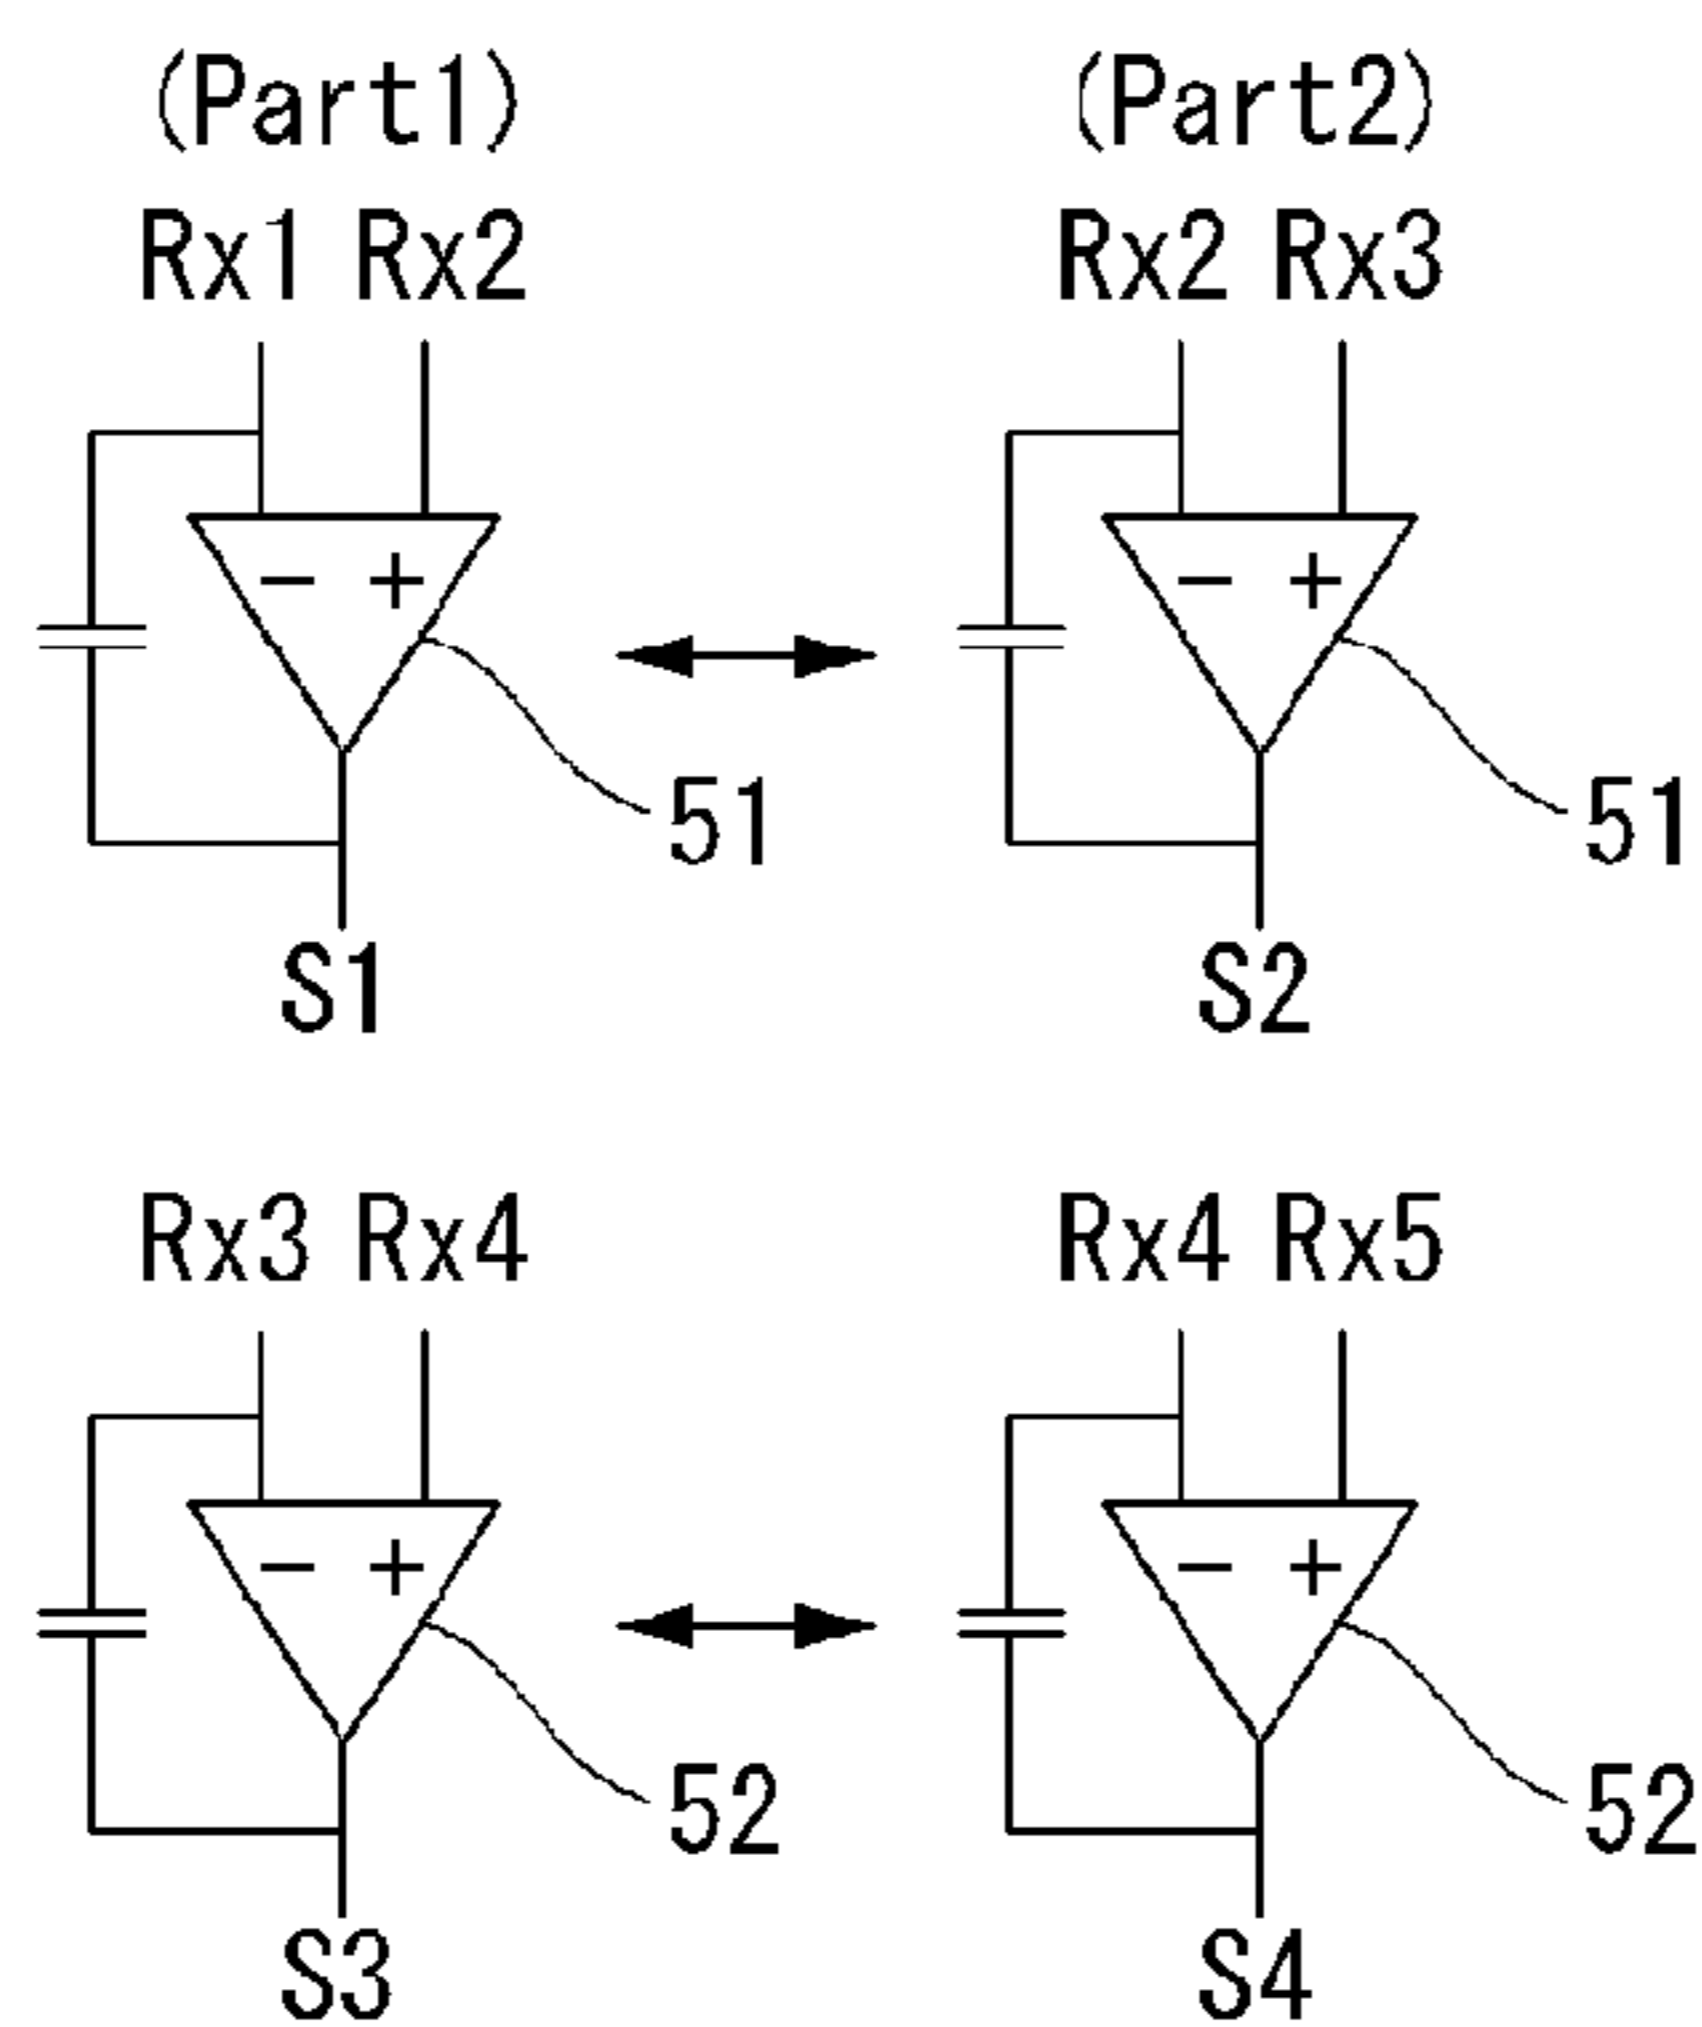 (Part1) (Part2)
Rx1 Rx2 Rx2 Rx3
− + − +
51 51
S1 S2
Rx3 Rx4 Rx4 Rx5
− + − +
52 52
S3 S4